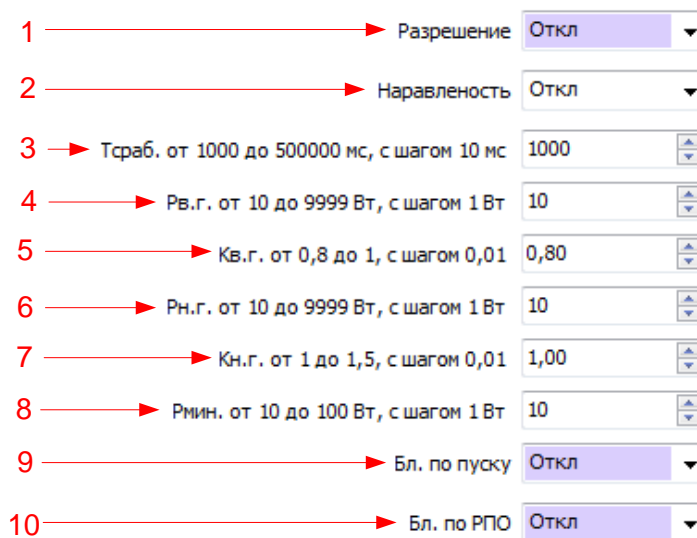 1 Разрешение Откл
2 Наравленость Откл
3 Тсраб. от 1000 до 500000 мс, с шагом 10 мс 1000
4 Рв.г. от 10 до 9999 Вт, с шагом 1 Вт 10
5 Кв.г. от 0,8 до 1, с шагом 0,01 0,80
6 Рн.г. от 10 до 9999 Вт, с шагом 1 Вт 10
7 Кн.г. от 1 до 1,5, с шагом 0,01 1,00
8 Рмин. от 10 до 100 Вт, с шагом 1 Вт 10
9 Бл. по пуску Откл
10 Бл. по РПО Откл